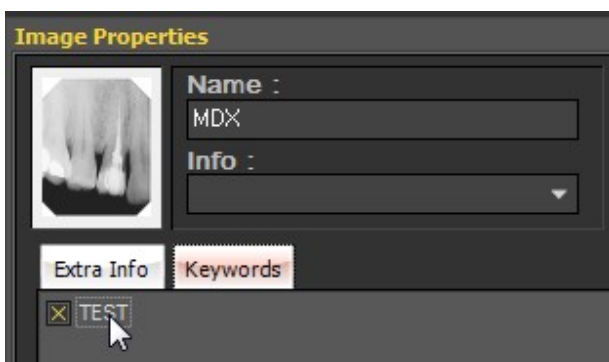 Image Properties
Name :
MDX
Info :
Extra Info Keywords
TEST